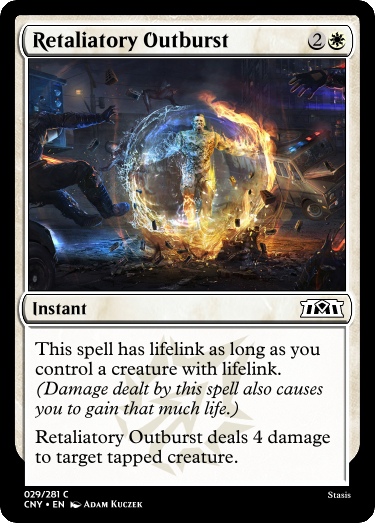 Retaliatory Outburst 2
Instant
This spell has lifelink as long as you
control a creature with lifelink.
(Damage dealt by this spell also causes
you to gain that much life.)
Retaliatory Outburst deals 4 damage
to target tapped creature.
029/281 C
Stasis
CNY • EN Adam Kuczek